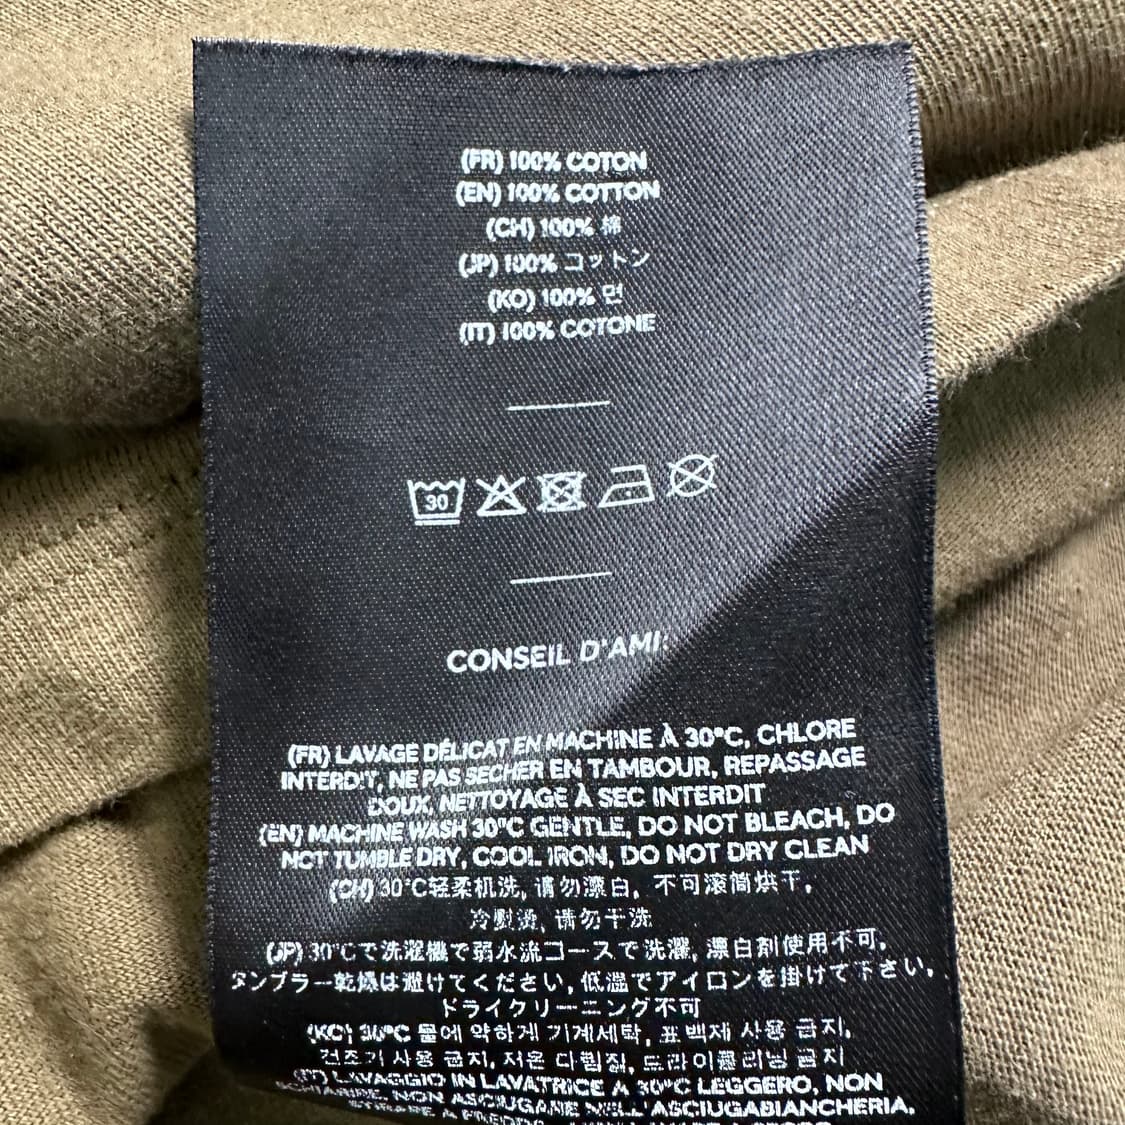 (FR) 100% COTON
(EN) 100% COTTON
(CH) 100% 棉
(JP) 100% コットン
(KO) 100% 면
(IT) 100% COTONE
30
CONSEIL D'AMI:
(FR) LAVAGE DÉLICAT EN MACHINE À 30°C, CHLORE
INTERDIT, NE PAS SECHER EN TAMBOUR, REPASSAGE
DOUX, NETTOYAGE À SEC INTERDIT
(EN) MACHINE WASH 30°C GENTLE, DO NOT BLEACH, DO
NOT TUMBLE DRY, COOL IRON, DO NOT DRY CLEAN
(CH) 30°C轻柔机洗, 请勿漂白, 不可滚筒烘干,
冷熨烫, 请勿干洗
(JP) 30°Cで洗濯機で弱水流コースで洗濯, 漂白剤使用不可,
タンブラー乾燥は避けてください, 低温でアイロンを掛けて下さい,
ドライクリーニング不可
(KO) 30°C 물에 약하게 기계세탁, 표백제 사용 금지,
건조기 사용 금지, 저온 다림질, 드라이클리닝 금지
(IT) LAVAGGIO IN LAVATRICE A 30°C LEGGERO, NON
NON ASCIUGARE NELL'ASCIUGABIANCHERIA,